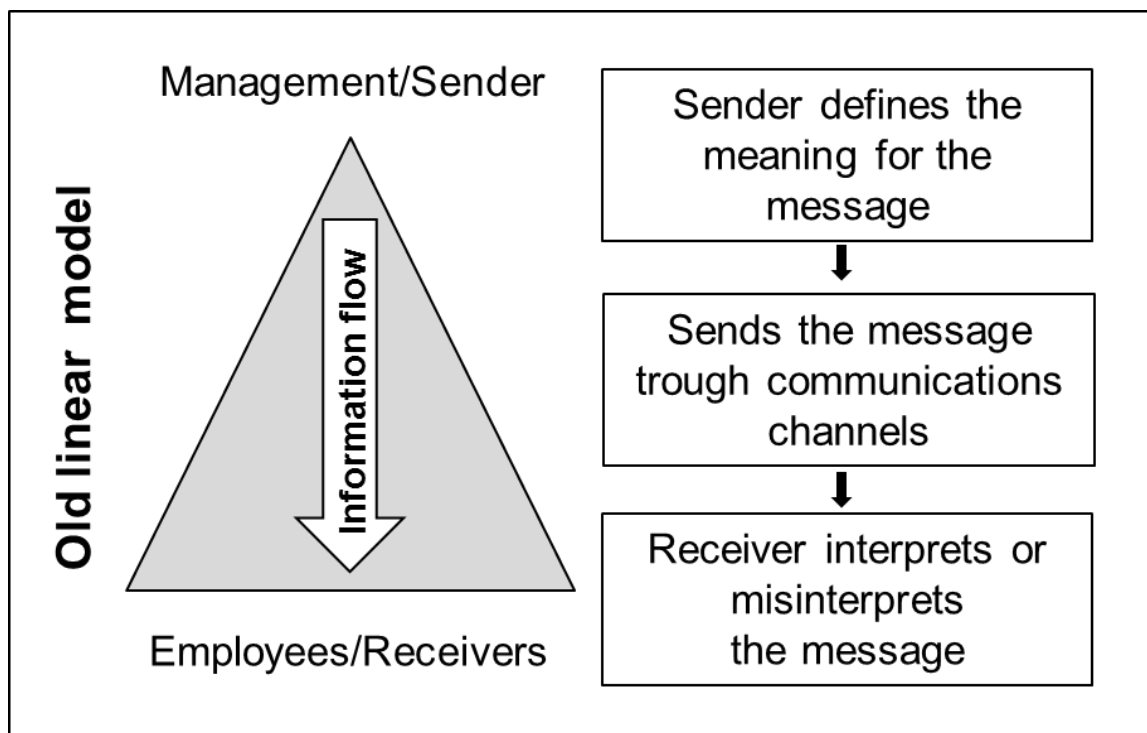 Old linear model
Management/Sender
Information flow
Employees/Receivers
Sender defines the
meaning for the
message
Sends the message
trough communications
channels
Receiver interprets or
misinterprets
the message